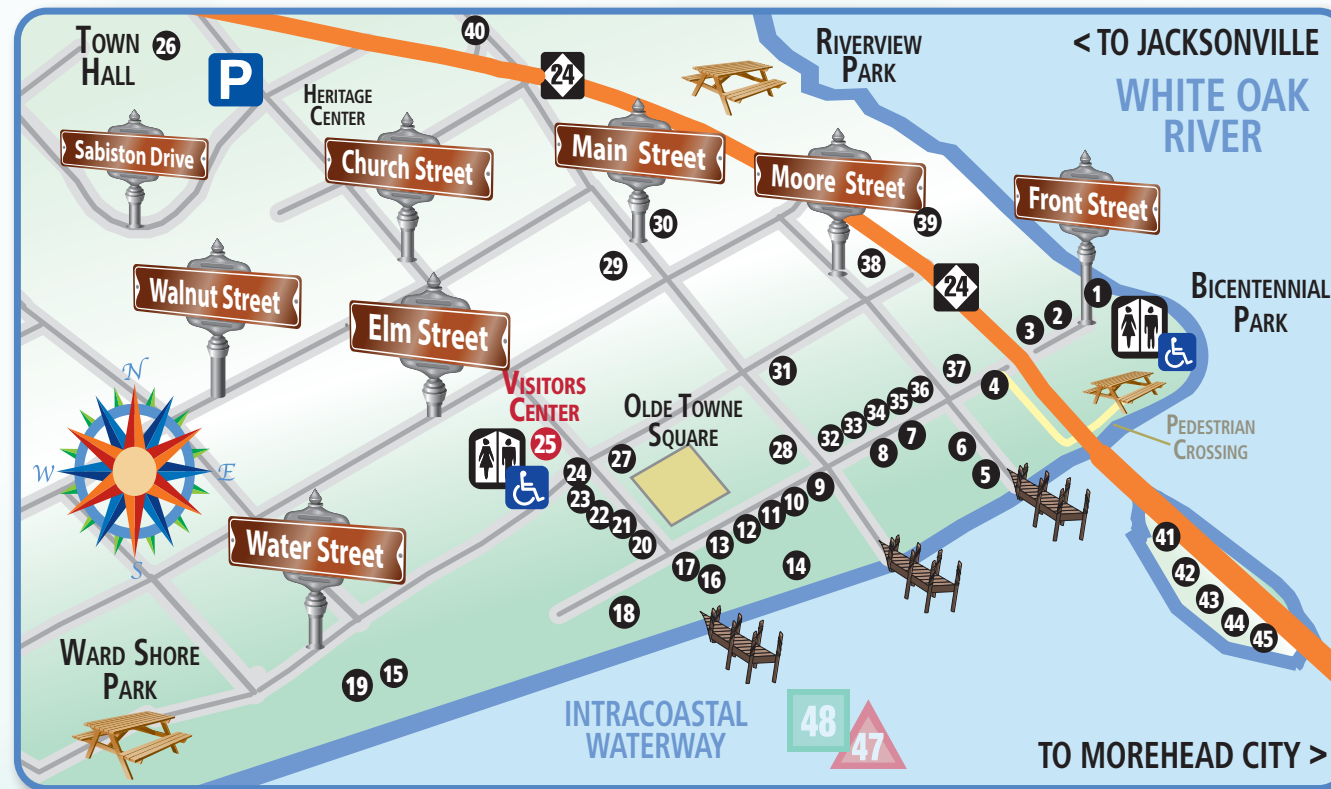 TOWN
HALL
26
P
HERITAGE
CENTER
40
24
RIVERVIEW
PARK
< TO JACKSONVILLE
WHITE OAK
RIVER
Sabiston Drive
Church Street
Main Street
Moore Street
Front Street
30
29
39
38
24
1
2
3
BICENTENNIAL
PARK
Walnut Street
Elm Street
N
W
E
S
VISITORS
CENTER
25
OLDE TOWNE
SQUARE
31
37
4
36
35
34
33
32
28
27
7
8
6
5
PEDESTRIAN
CROSSING
24
23
22
21
20
9
10
11
12
13
14
17
16
18
Water Street
41
42
43
44
45
WARD SHORE
PARK
19
15
INTRACOASTAL
WATERWAY
48
47
TO MOREHEAD CITY >